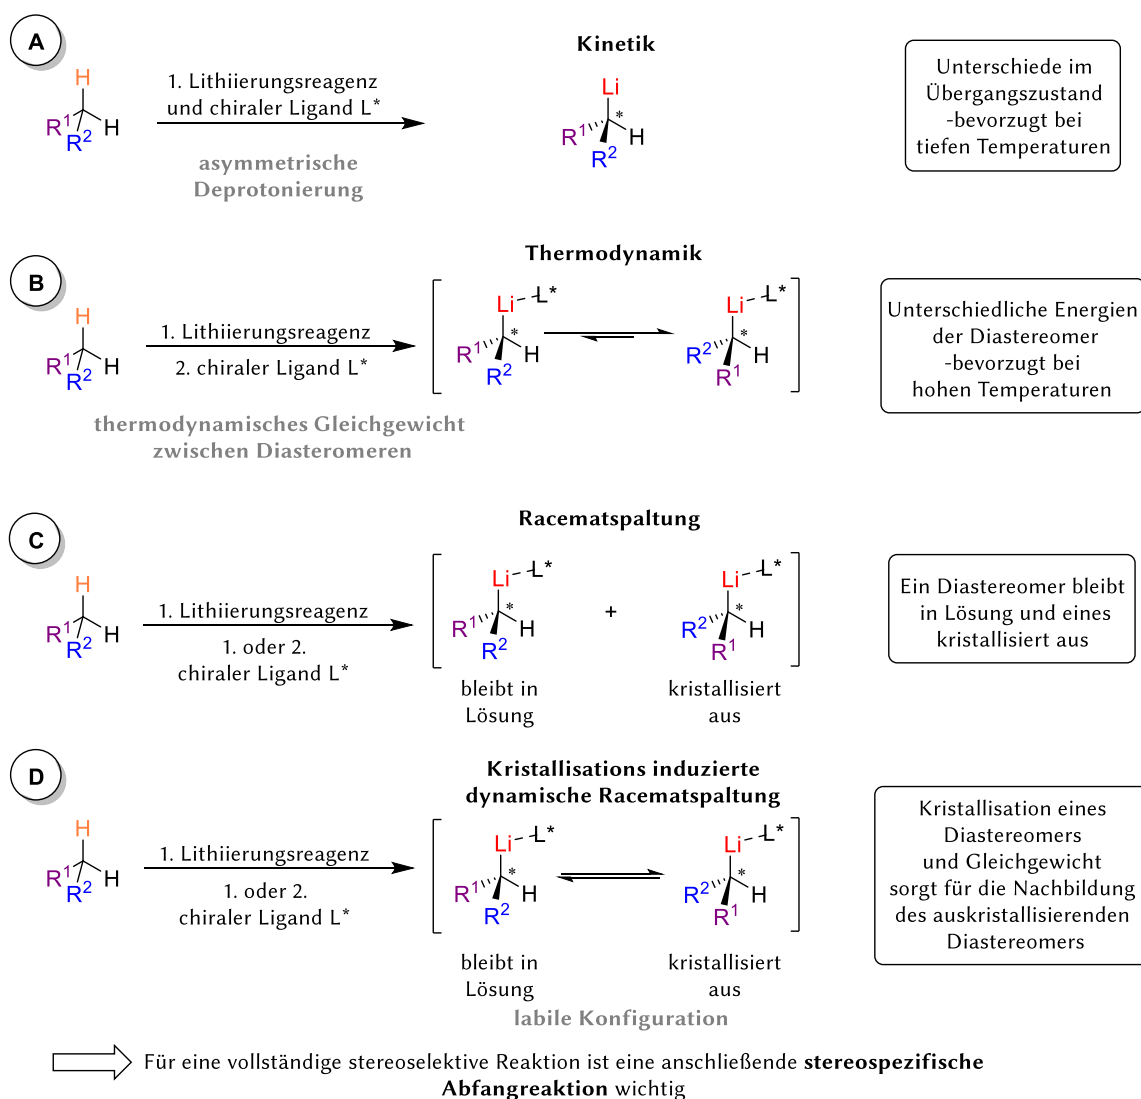 A
Kinetik
H
R1
R2
H
1. Lithiierungsreagenz
und chiraler Ligand L*
asymmetrische
Deprotonierung
Li
*
R1
H
R2
Unterschiede im
Übergangszustand
-bevorzugt bei
tiefen Temperaturen
B
Thermodynamik
H
R1
R2
H
1. Lithiierungsreagenz
2. chiraler Ligand L*
thermodynamisches Gleichgewicht
zwischen Diasteromeren
Li L*
*
R1
H
R2
Li L*
*
R2
H
R1
Unterschiedliche Energien
der Diastereomer
-bevorzugt bei
hohen Temperaturen
C
Racematspaltung
H
R1
R2
H
1. Lithiierungsreagenz
1. oder 2.
chiraler Ligand L*
Li L*
*
R1
H
R2
+
Li L*
*
R2
H
R1
bleibt in
Lösung
kristallisiert
aus
Ein Diastereomer bleibt
in Lösung und eines
kristallisiert aus
D
Kristallisations induzierte
dynamische Racematspaltung
H
R1
R2
H
1. Lithiierungsreagenz
1. oder 2.
chiraler Ligand L*
Li L*
*
R1
H
R2
Li L*
*
R2
H
R1
bleibt in
Lösung
kristallisiert
aus
labile Konfiguration
Kristallisation eines
Diastereomers
und Gleichgewicht
sorgt für die Nachbildung
des auskristallisierenden
Diastereomers
Für eine vollständige stereoselektive Reaktion ist eine anschließende stereospezifische
Abfangreaktion wichtig